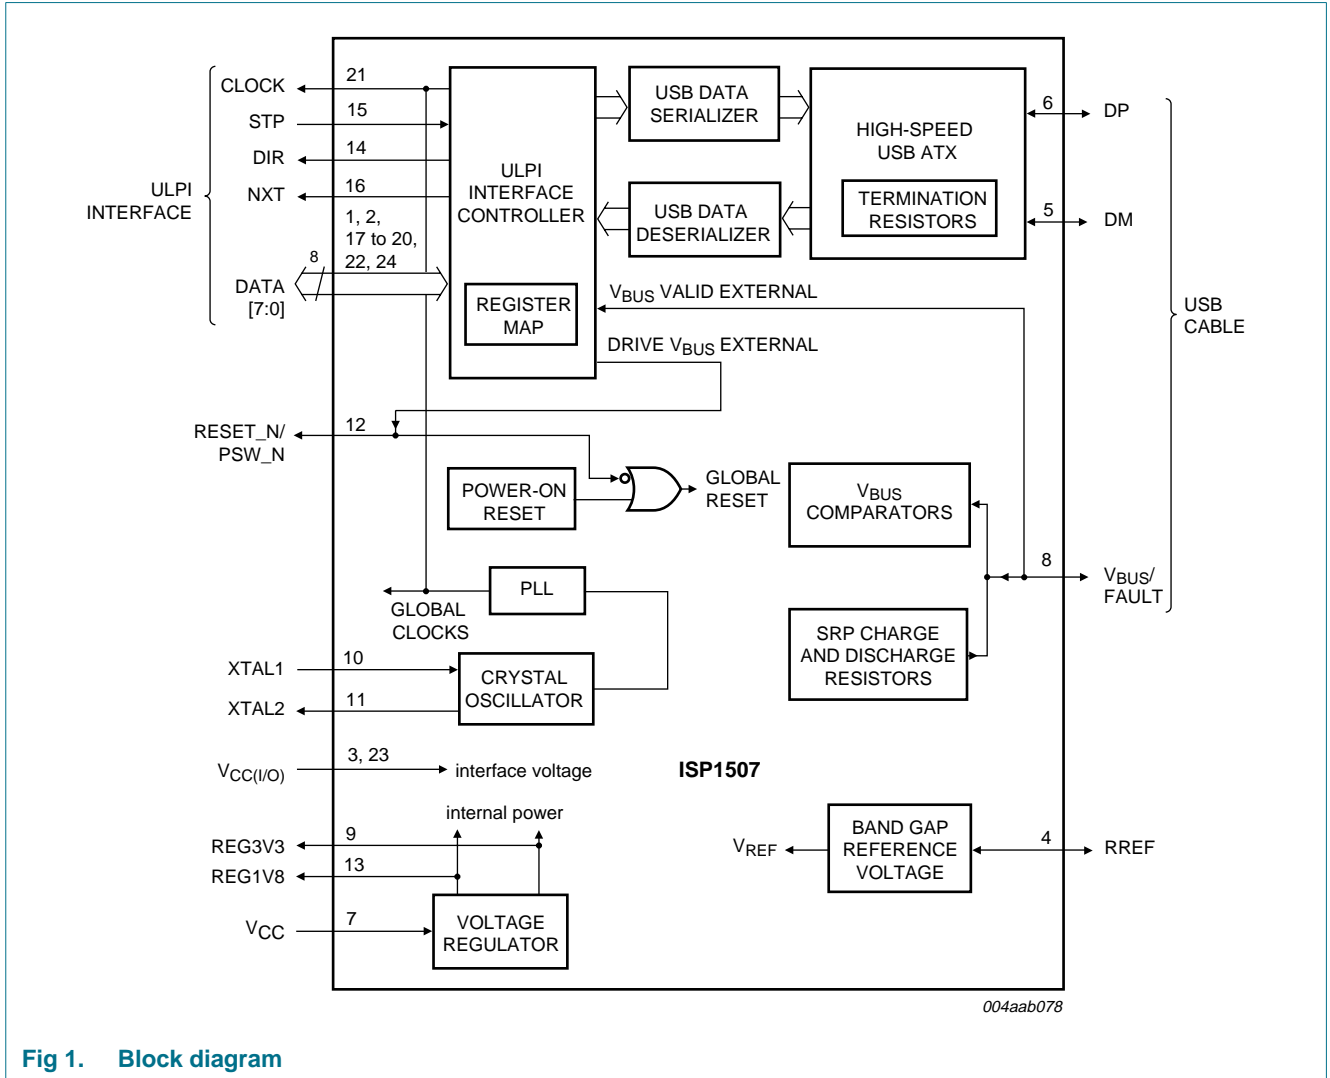 CLOCK
21
STP
15
DIR
14
NXT
16
ULPI
INTERFACE
1, 2,
17 to 20,
22, 24
8
DATA
[7:0]
ULPI
INTERFACE
CONTROLLER
REGISTER
MAP
USB DATA
SERIALIZER
USB DATA
DESERIALIZER
HIGH-SPEED
USB ATX
TERMINATION
RESISTORS
6
DP
5
DM
USB
CABLE
VBUS VALID EXTERNAL
DRIVE VBUS EXTERNAL
RESET_N/
PSW_N
12
POWER-ON
RESET
GLOBAL
RESET
VBUS
COMPARATORS
8
VBUS/
FAULT
SRP CHARGE
AND DISCHARGE
RESISTORS
PLL
GLOBAL
CLOCKS
XTAL1
10
XTAL2
11
CRYSTAL
OSCILLATOR
VCC(I/O)
3, 23
interface voltage
ISP1507
internal power
REG3V3
9
REG1V8
13
VCC
7
VOLTAGE
REGULATOR
VREF
BAND GAP
REFERENCE
VOLTAGE
4
RREF
004aab078
Fig 1. Block diagram